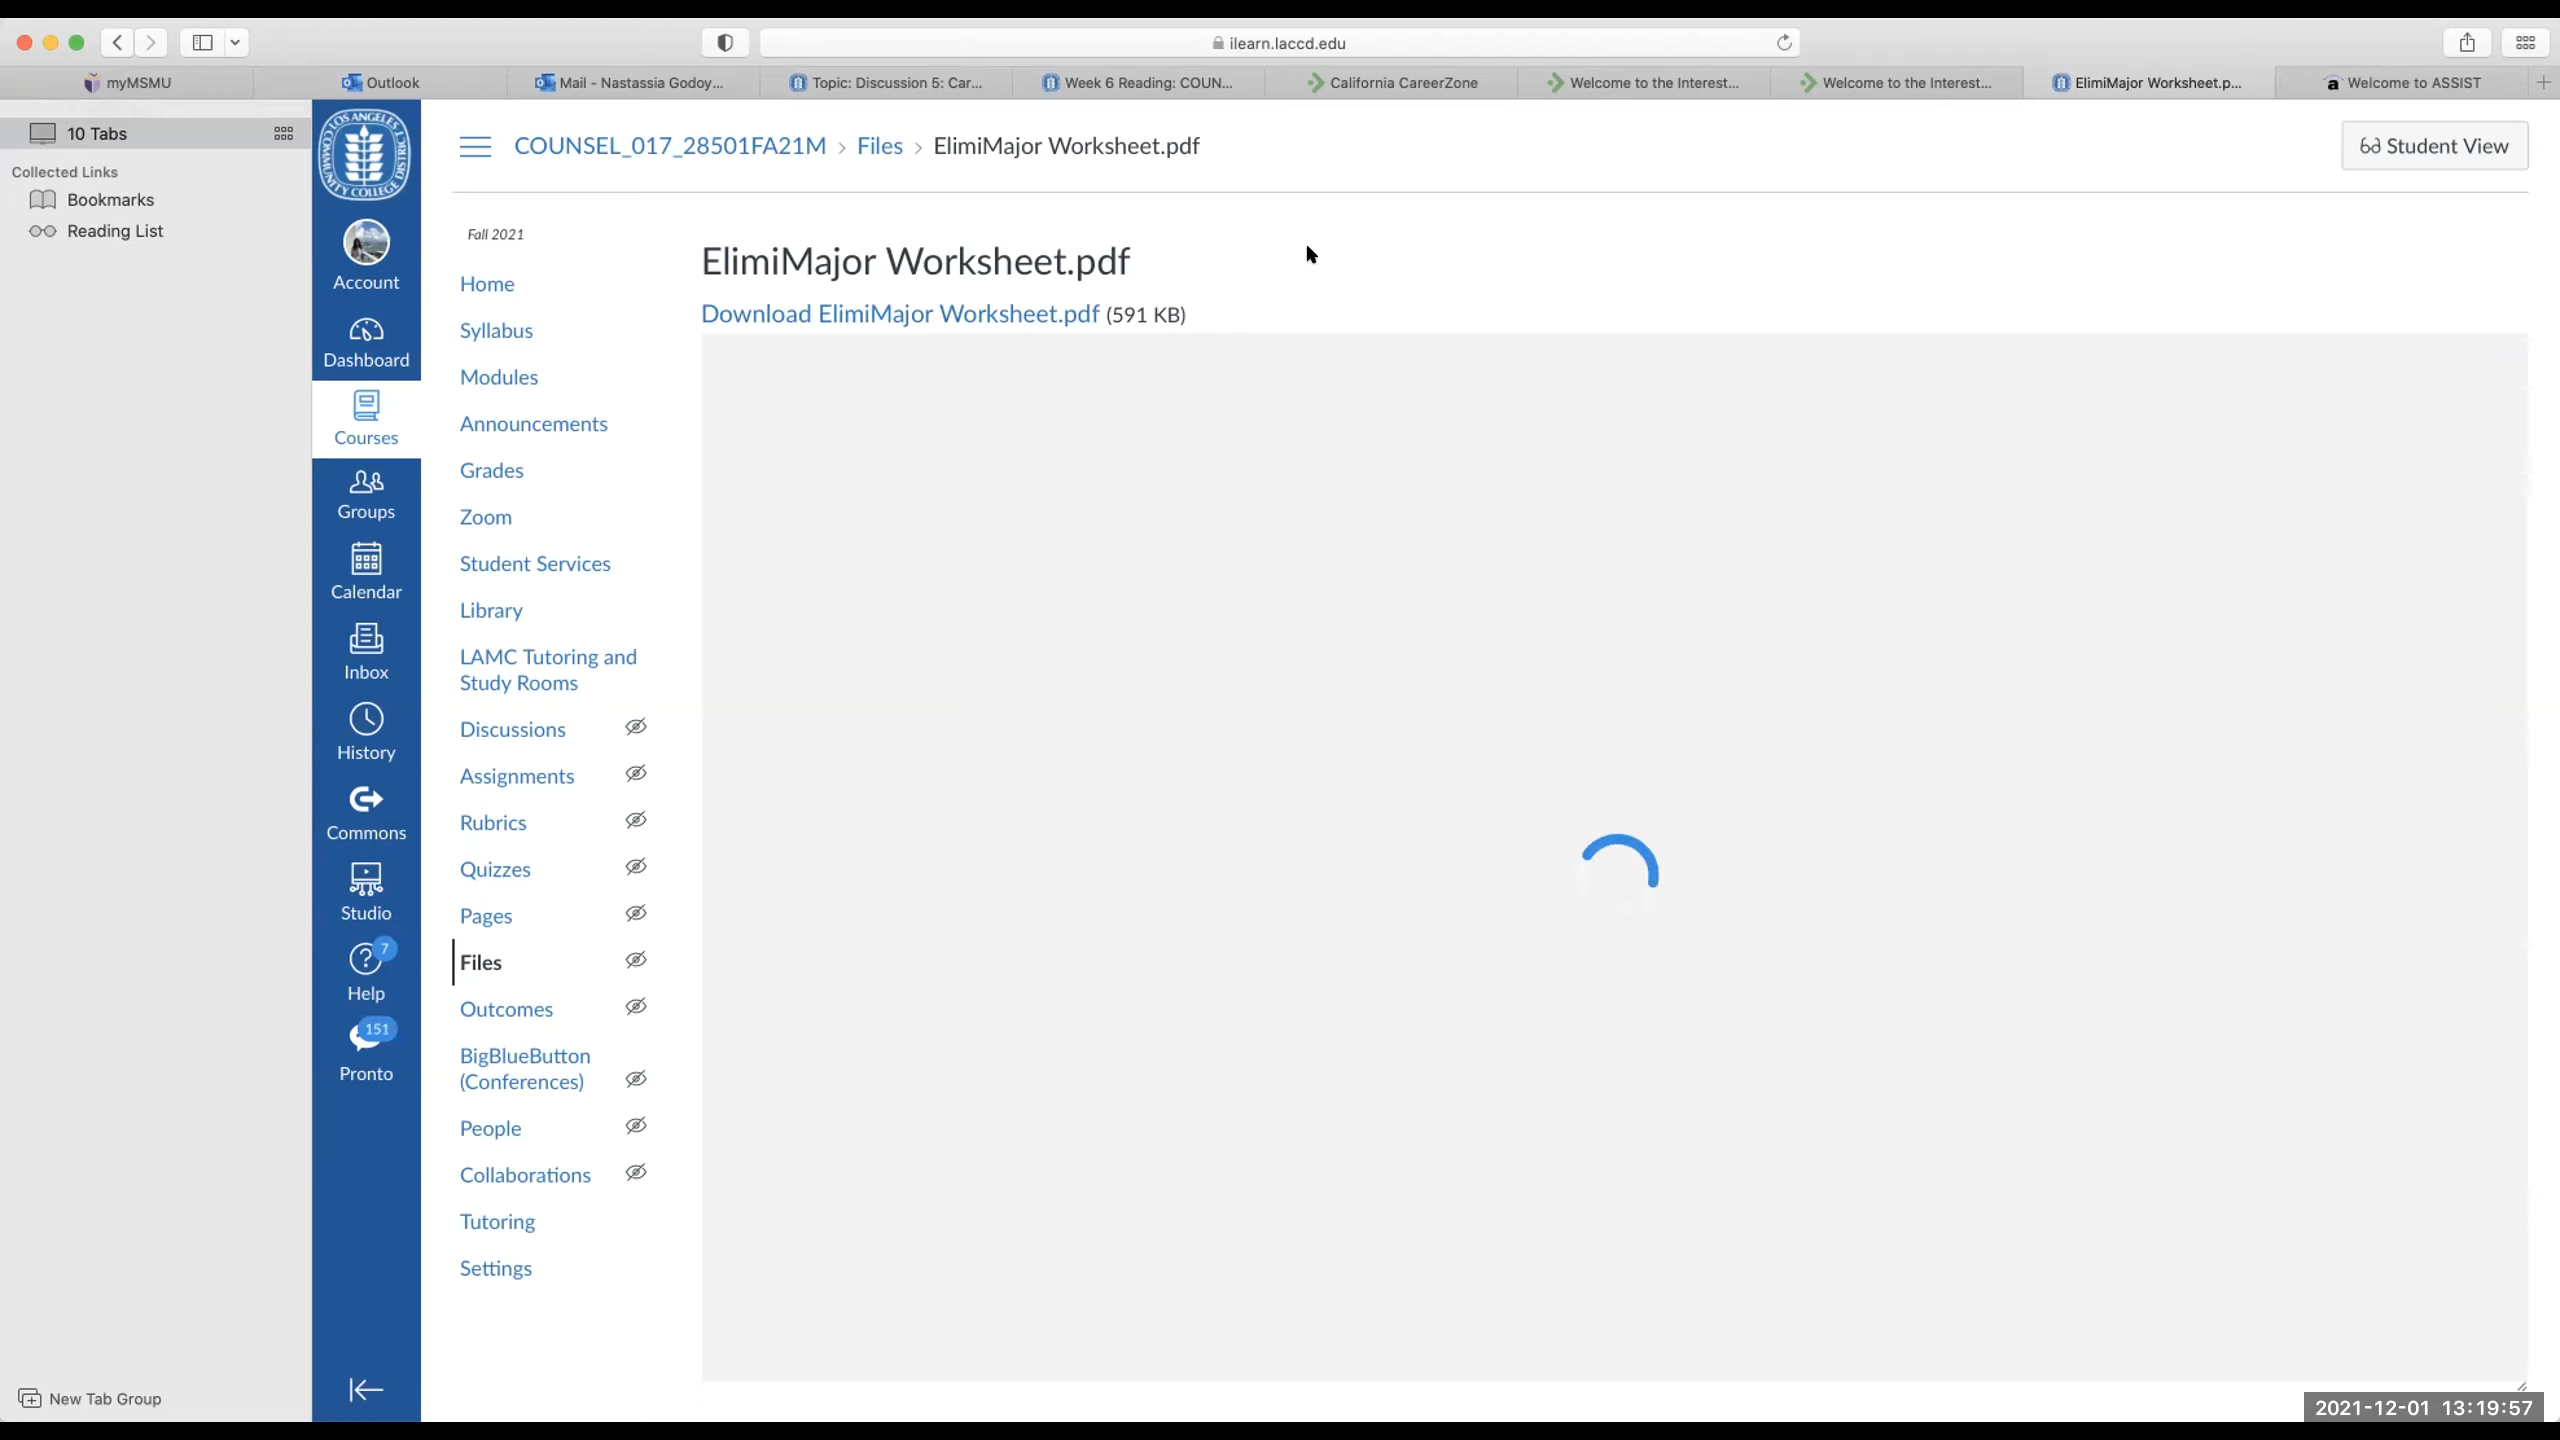 ilearn.laccd.edu
myMSMU
Outlook
Mail - Nastassia Godoy...
Topic: Discussion 5: Car...
Week 6 Reading: COUN...
California CareerZone
Welcome to the Interest...
Welcome to the Interest...
ElimiMajor Worksheet.p...
a Welcome to ASSIST
10 Tabs
Collected Links
Bookmarks
Reading List
New Tab Group
LOS ANGELES
COMMUNITY COLLEGE DISTRICT
Account
Dashboard
Courses
Groups
Calendar
Inbox
History
Commons
Studio
7
Help
151
Pronto
COUNSEL_017_28501FA21M › Files › ElimiMajor Worksheet.pdf
Student View
Fall 2021
Home
Syllabus
Modules
Announcements
Grades
Zoom
Student Services
Library
LAMC Tutoring and
Study Rooms
Discussions
Assignments
Rubrics
Quizzes
Pages
Files
Outcomes
BigBlueButton
(Conferences)
People
Collaborations
Tutoring
Settings
ElimiMajor Worksheet.pdf
Download ElimiMajor Worksheet.pdf (591 KB)
2021-12-01 13:19:57